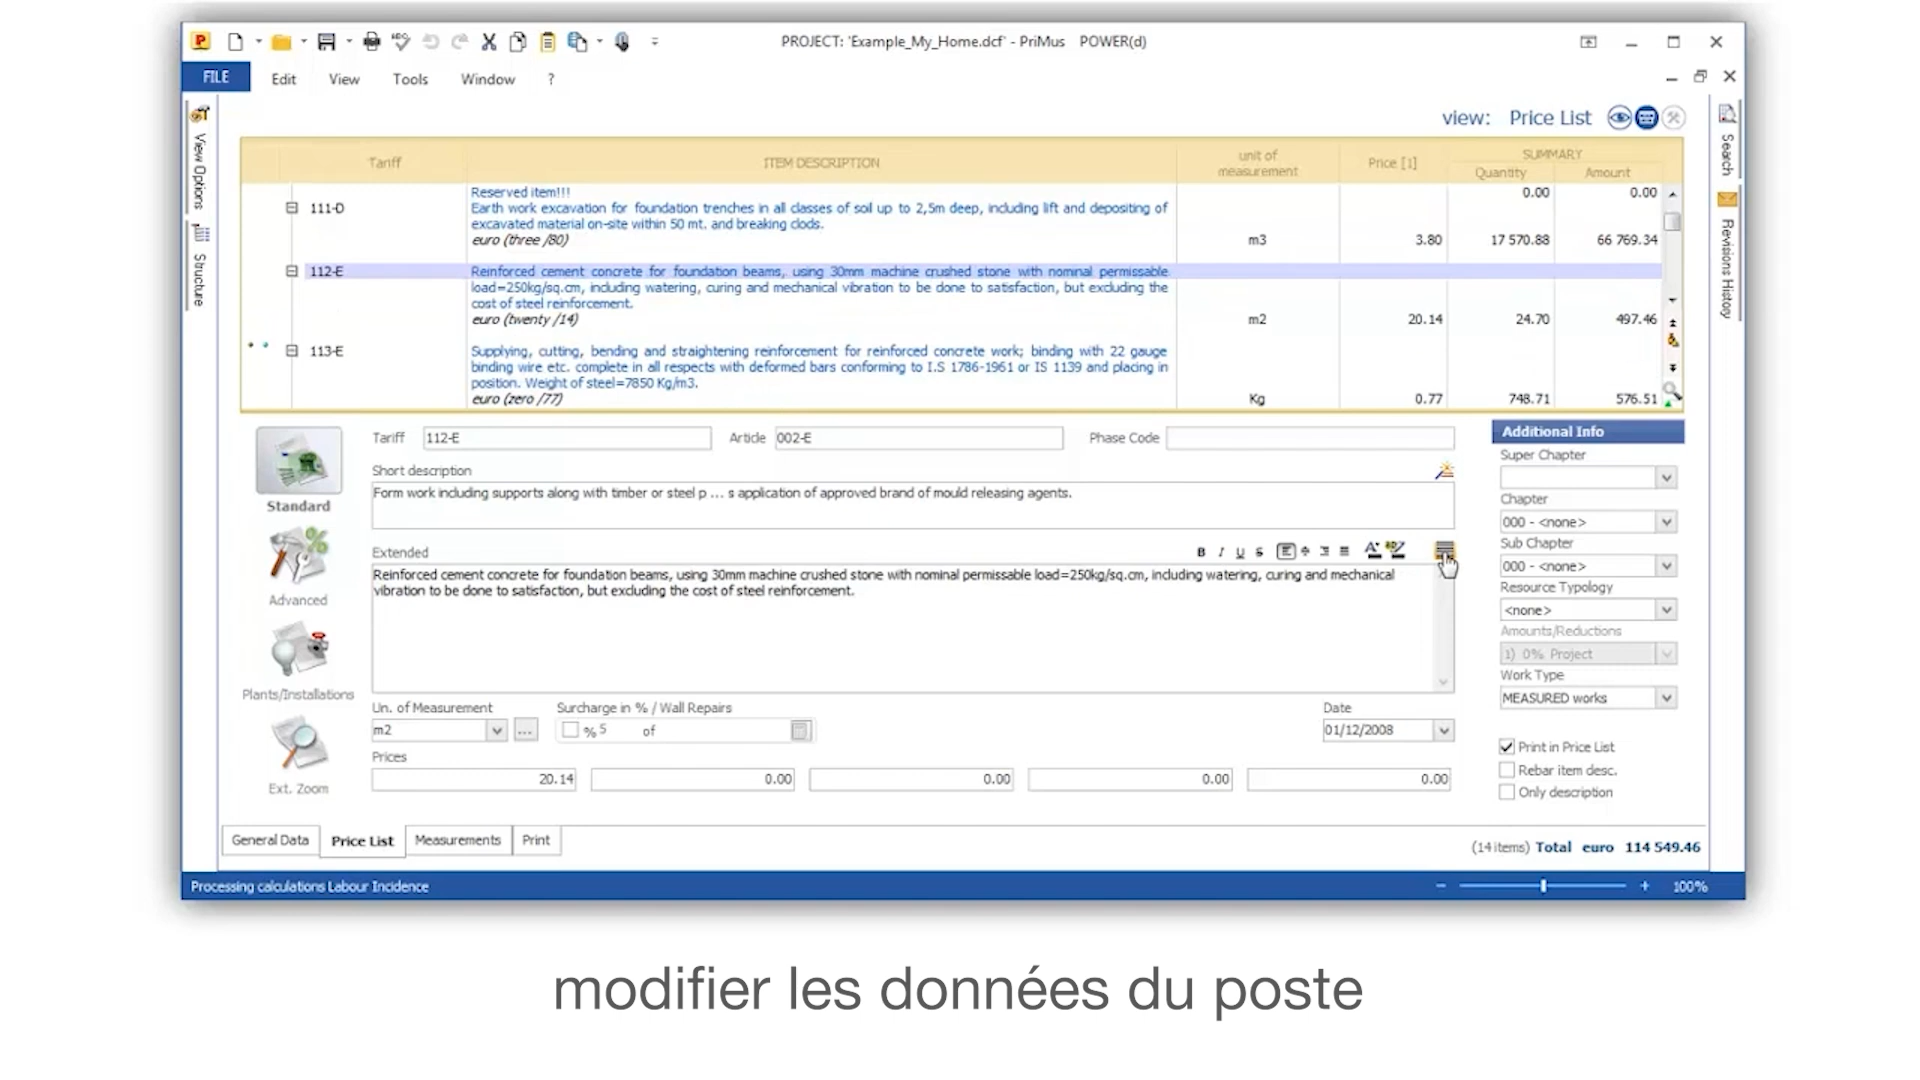 PROJECT: 'Example_My_Home.dcf' - PriMus POWER(d)
FILE Edit View Tools Window ?
View Options
Structure
Search
Revisions History
view: Price List
Tariff ITEM DESCRIPTION unit of measurement Price [1] SUMMARY
Quantity Amount
Reserved item!!! 0.00 0.00
111-D Earth work excavation for foundation trenches in all classes of soil up to 2,5m deep, including lift and depositing of
excavated material on-site within 50 mt. and breaking clods.
euro (three /80) m3 3.80 17 570.88 66 769.34
112-E Reinforced cement concrete for foundation beams, using 30mm machine crushed stone with nominal permissable
load=250kg/sq.cm, including watering, curing and mechanical vibration to be done to satisfaction, but excluding the
cost of steel reinforcement.
euro (twenty /14) m2 20.14 24.70 497.46
113-E Supplying, cutting, bending and straightening reinforcement for reinforced concrete work; binding with 22 gauge
binding wire etc. complete in all respects with deformed bars conforming to I.S 1786-1961 or IS 1139 and placing in
position. Weight of steel=7850 Kg/m3.
euro (zero /77) Kg 0.77 748.71 576.51
Standard
Advanced
Plants/Installations
Ext. Zoom
Tariff 112-E Article 002-E Phase Code
Short description
Form work including supports along with timber or steel p ... s application of approved brand of mould releasing agents.
Extended B I U S
Reinforced cement concrete for foundation beams, using 30mm machine crushed stone with nominal permissable load=250kg/sq.cm, including watering, curing and mechanical
vibration to be done to satisfaction, but excluding the cost of steel reinforcement.
Un. of Measurement Surcharge in % / Wall Repairs Date
m2 ... % 5 of 01/12/2008
Prices
20.14 0.00 0.00 0.00 0.00
Additional Info
Super Chapter
Chapter
000 - <none>
Sub Chapter
000 - <none>
Resource Typology
<none>
Amounts/Reductions
1) 0% Project
Work Type
MEASURED works
Print in Price List
Rebar item desc.
Only description
General Data Price List Measurements Print
(14 items) Total euro 114 549.46
Processing calculations Labour Incidence 100%
modifier les données du poste